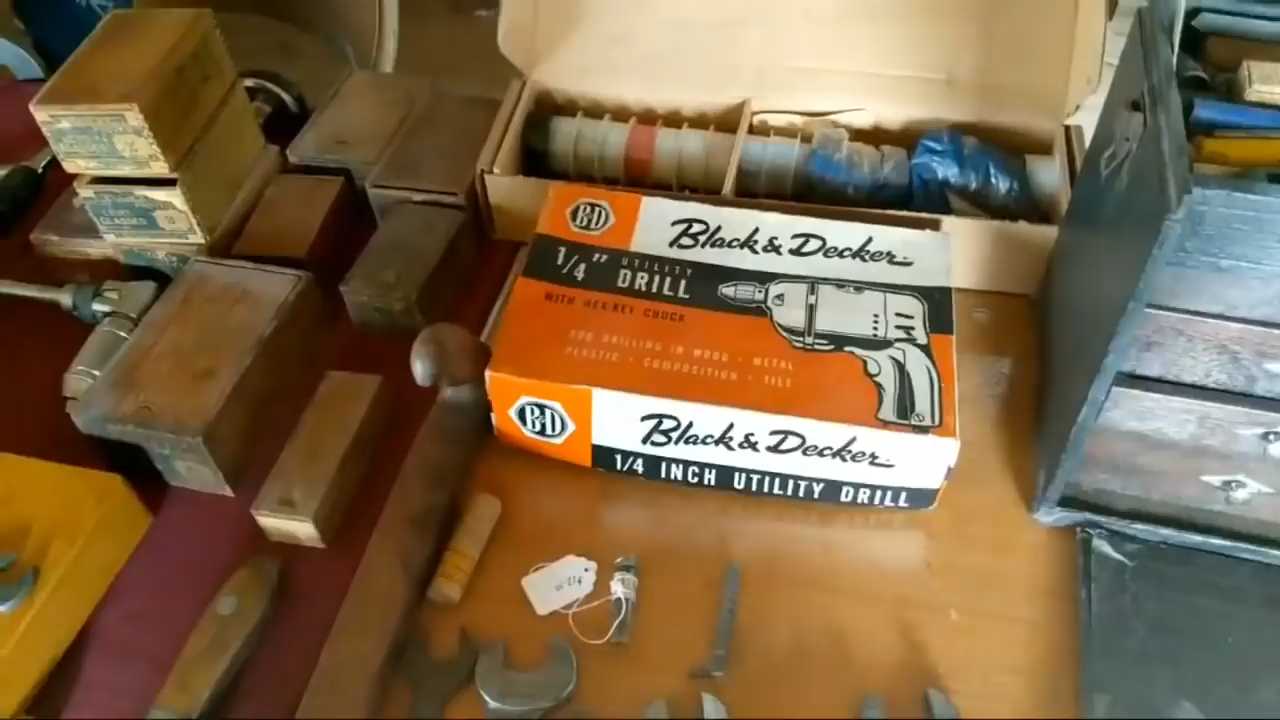 B&D
Black & Decker
1/4" UTILITY
DRILL
WITH HEX-KEY CHUCK
FOR DRILLING IN WOOD · METAL
PLASTIC · COMPOSITION · TILE
B&D
Black & Decker
1/4 INCH UTILITY DRILL